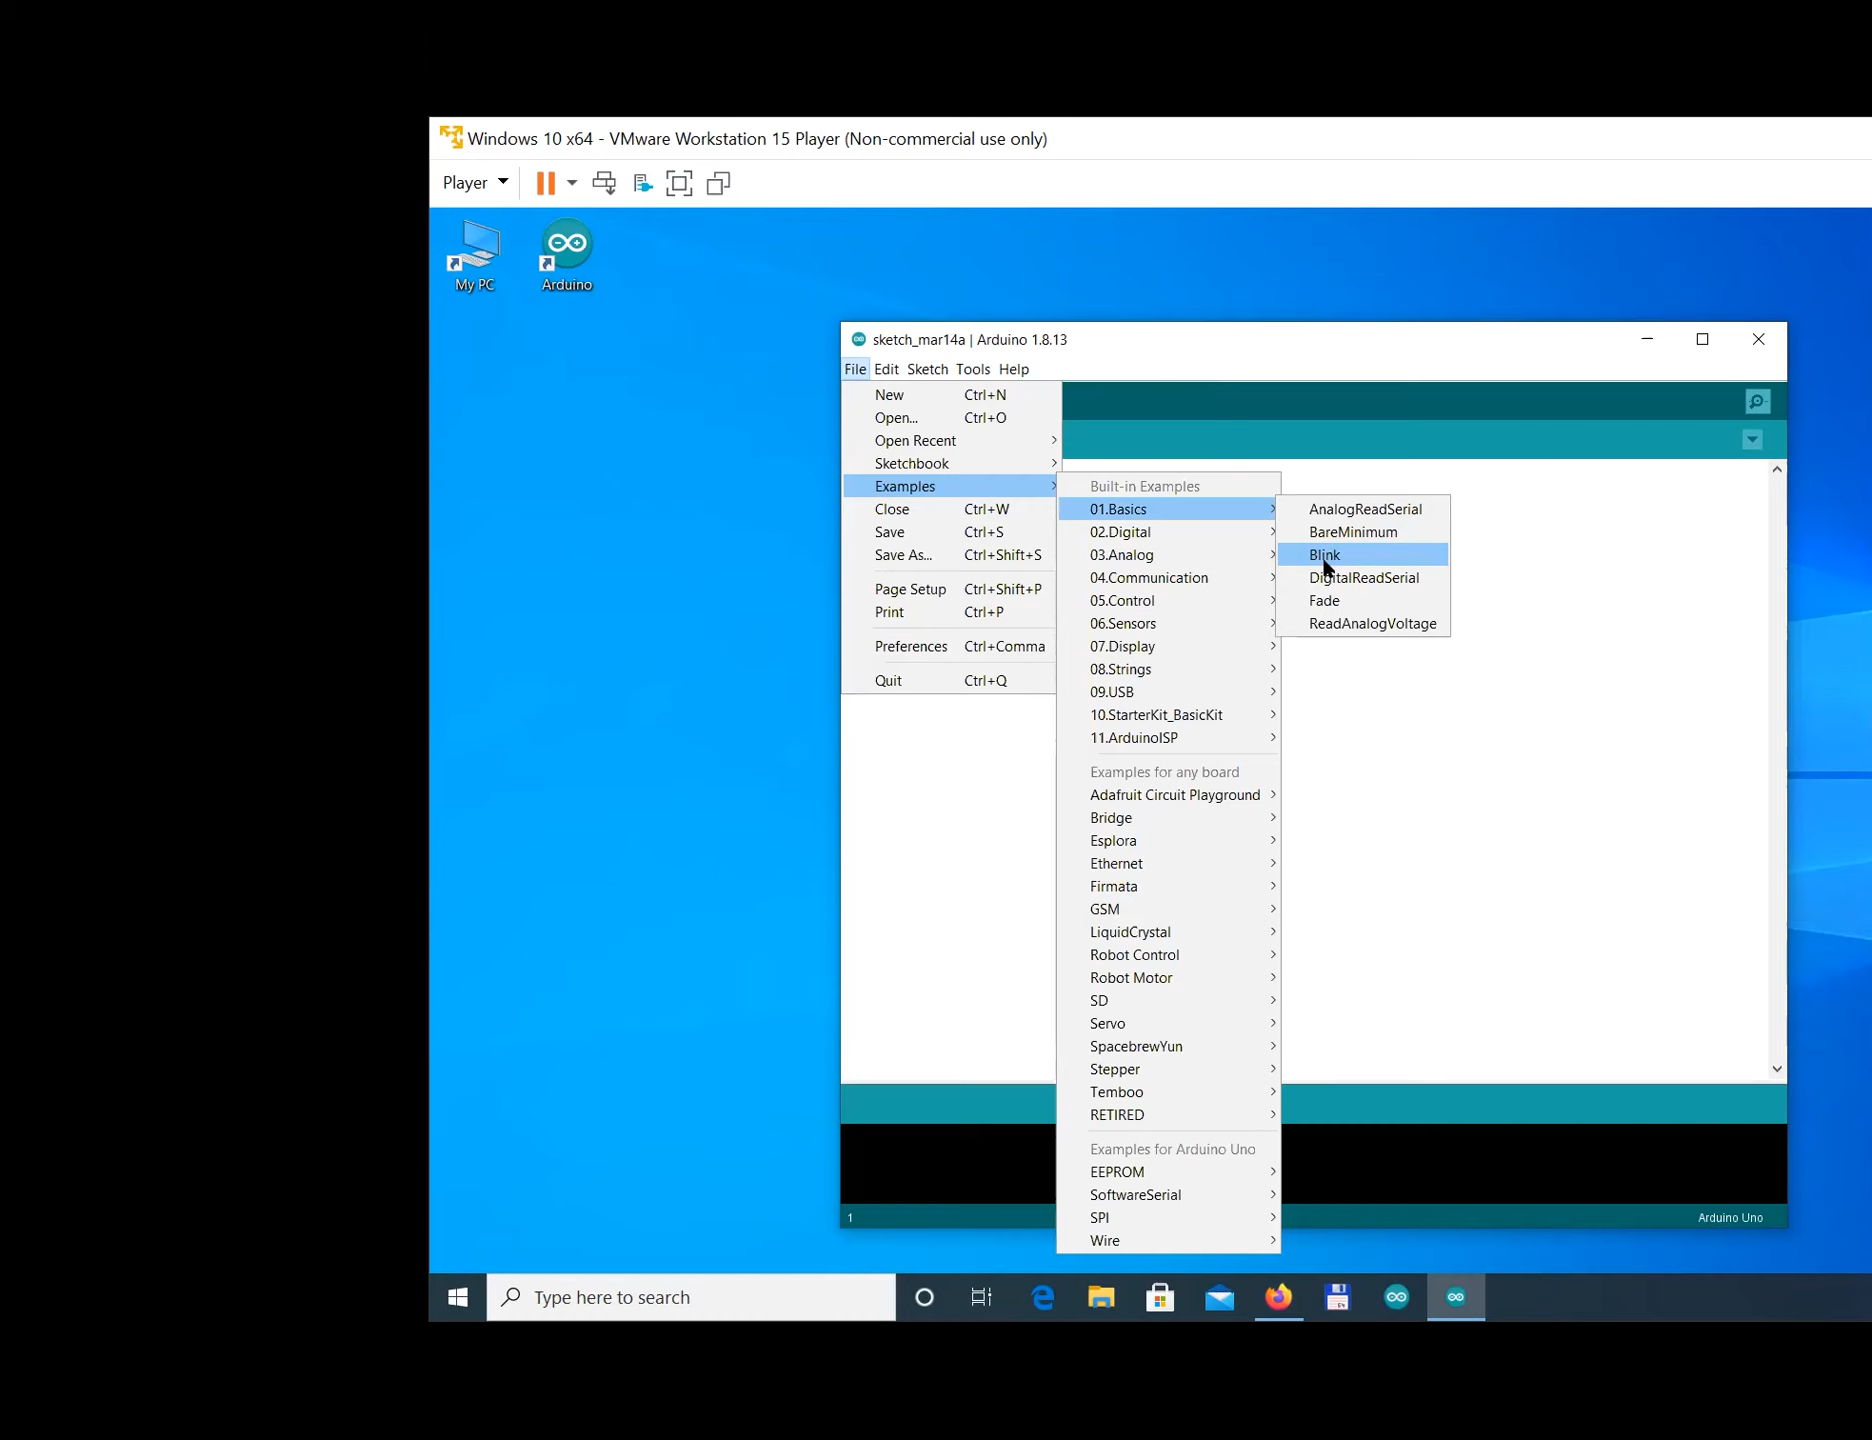 Windows 10 x64 - VMware Workstation 15 Player (Non-commercial use only)
Player
My PC
Arduino
sketch_mar14a | Arduino 1.8.13
File Edit Sketch Tools Help
New Ctrl+N
Open... Ctrl+O
Open Recent
Sketchbook
Examples
Close Ctrl+W
Save Ctrl+S
Save As... Ctrl+Shift+S
Page Setup Ctrl+Shift+P
Print Ctrl+P
Preferences Ctrl+Comma
Quit Ctrl+Q
Built-in Examples
01.Basics
02.Digital
03.Analog
04.Communication
05.Control
06.Sensors
07.Display
08.Strings
09.USB
10.StarterKit_BasicKit
11.ArduinoISP
Examples for any board
Adafruit Circuit Playground
Bridge
Esplora
Ethernet
Firmata
GSM
LiquidCrystal
Robot Control
Robot Motor
SD
Servo
SpacebrewYun
Stepper
Temboo
RETIRED
Examples for Arduino Uno
EEPROM
SoftwareSerial
SPI
Wire
AnalogReadSerial
BareMinimum
Blink
DigitalReadSerial
Fade
ReadAnalogVoltage
1
Arduino Uno
Type here to search